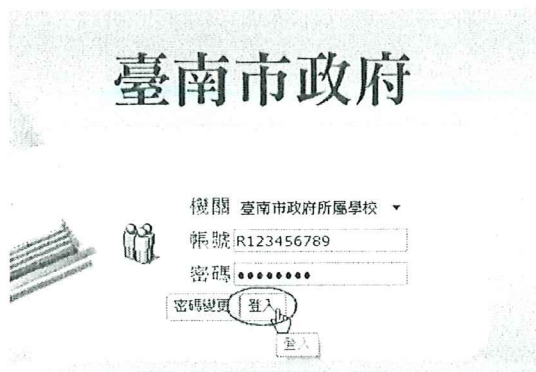 臺南市政府
機關 臺南市政府所屬學校
帳號 R123456789
密碼 ••••••••
密碼變更 登入
登入